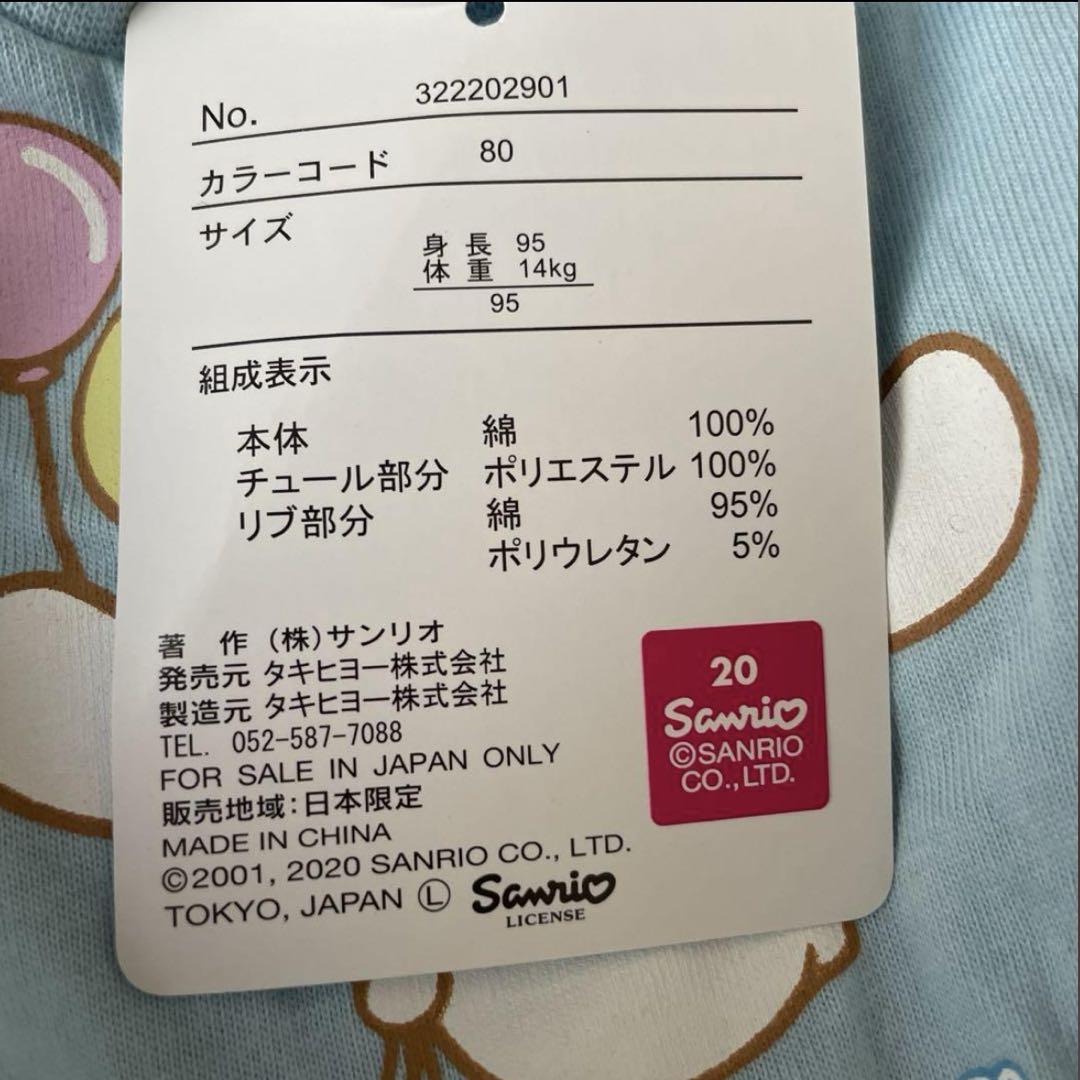 No. 322202901
カラーコード 80
サイズ
身長 95
体重 14kg
95
組成表示
本体 綿 100%
チュール部分 ポリエステル 100%
リブ部分 綿 95%
ポリウレタン 5%
著 作 (株)サンリオ
発売元 タキヒヨー株式会社
製造元 タキヒヨー株式会社
TEL. 052-587-7088
FOR SALE IN JAPAN ONLY
販売地域:日本限定
MADE IN CHINA
©2001, 2020 SANRIO CO., LTD.
TOKYO, JAPAN Ⓛ Sanrio
LICENSE
20
Sanrio
©SANRIO
CO.,LTD.